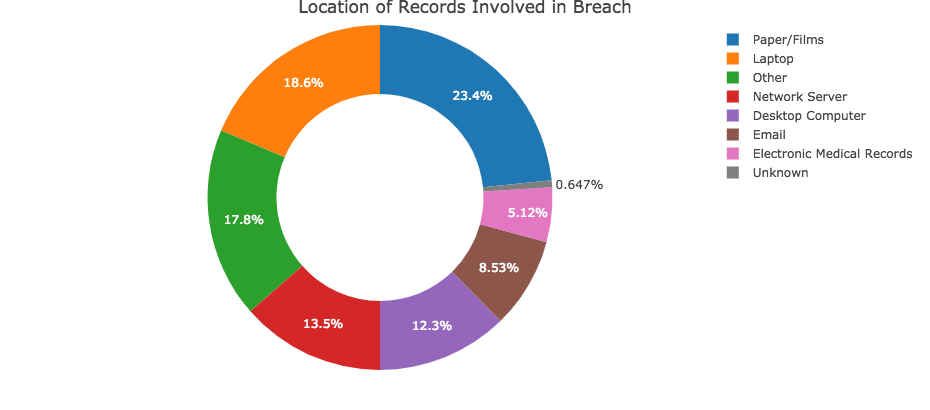 Location of Records Involved in Breach
Paper/Films
Laptop
Other
Network Server
Desktop Computer
Email
Electronic Medical Records
Unknown
18.6%
23.4%
0.647%
5.12%
17.8%
8.53%
13.5%
12.3%